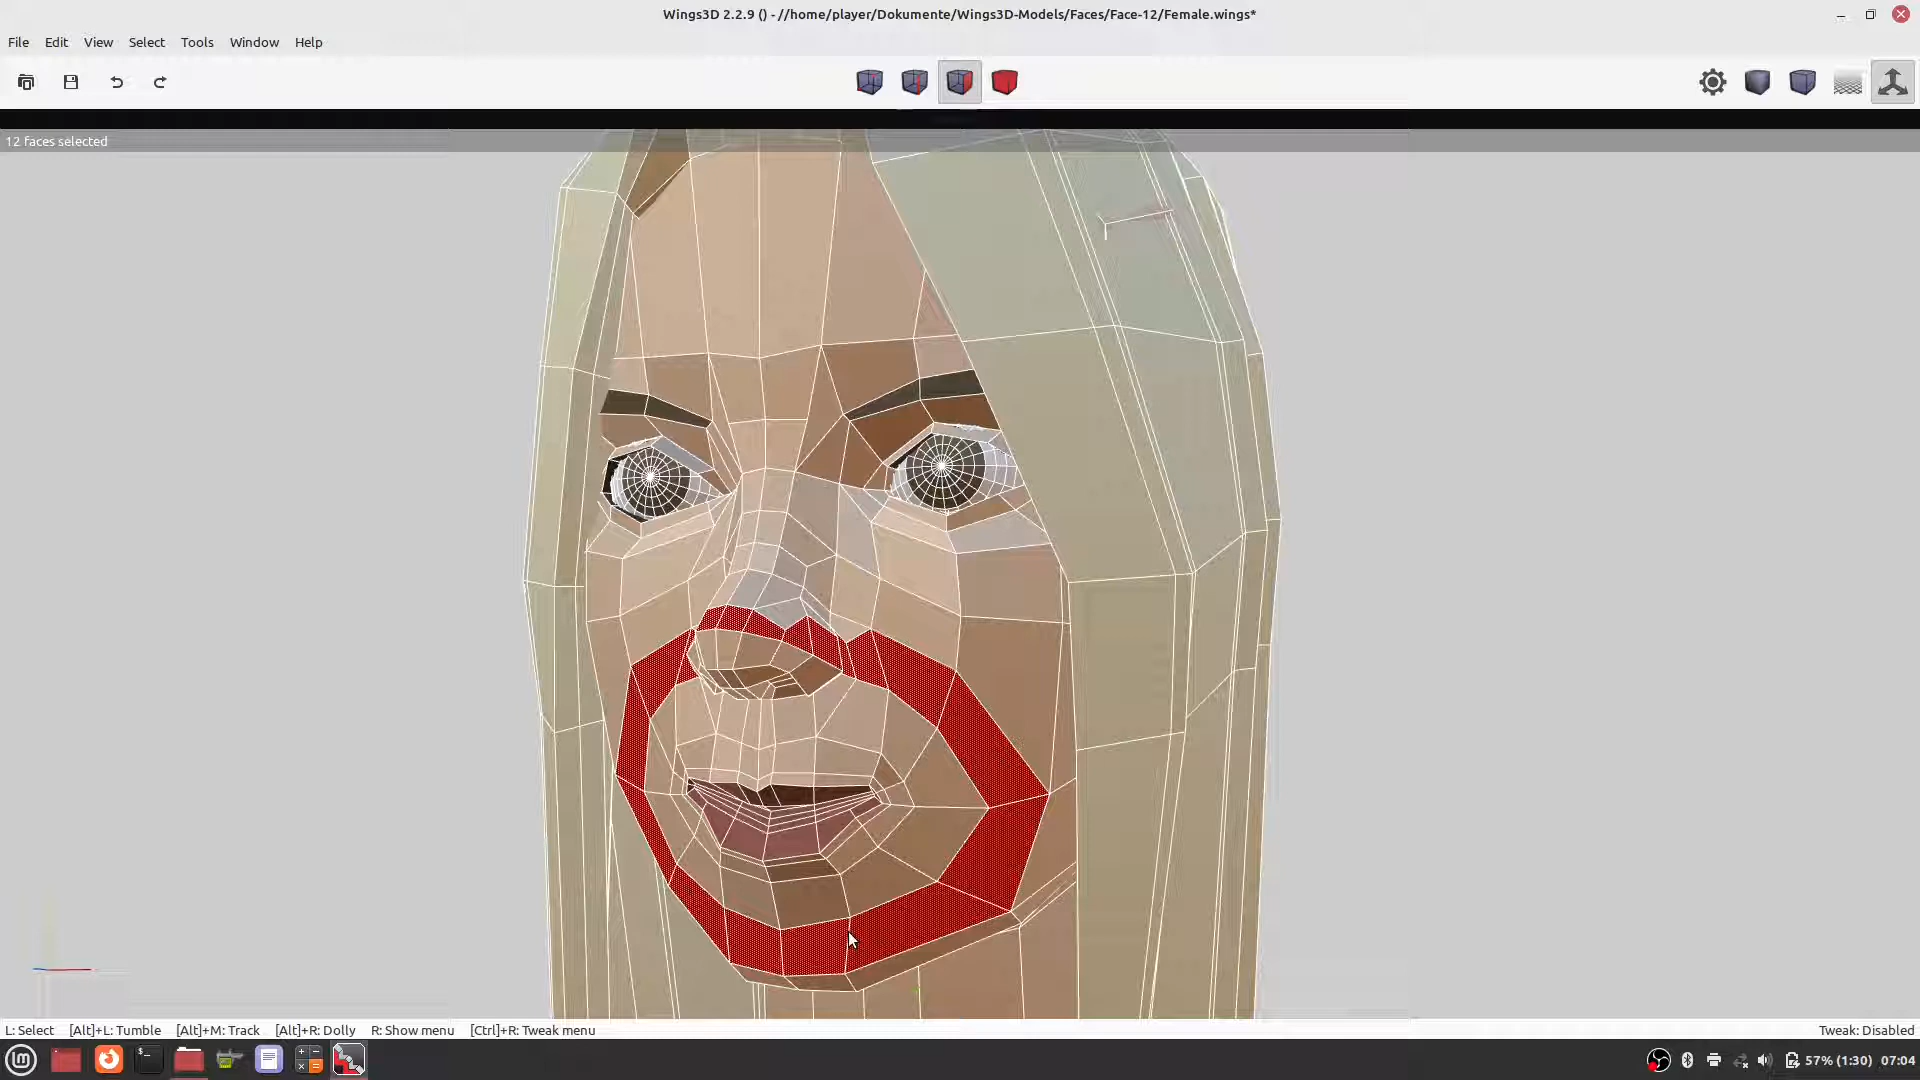 Wings3D 2.2.9 () - //home/player/Dokumente/Wings3D-Models/Faces/Face-12/Female.wings*
File Edit View Select Tools Window Help
12 faces selected
L: Select [Alt]+L: Tumble [Alt]+M: Track [Alt]+R: Dolly R: Show menu [Ctrl]+R: Tweak menu Tweak: Disabled
57% (1:30) 07:04